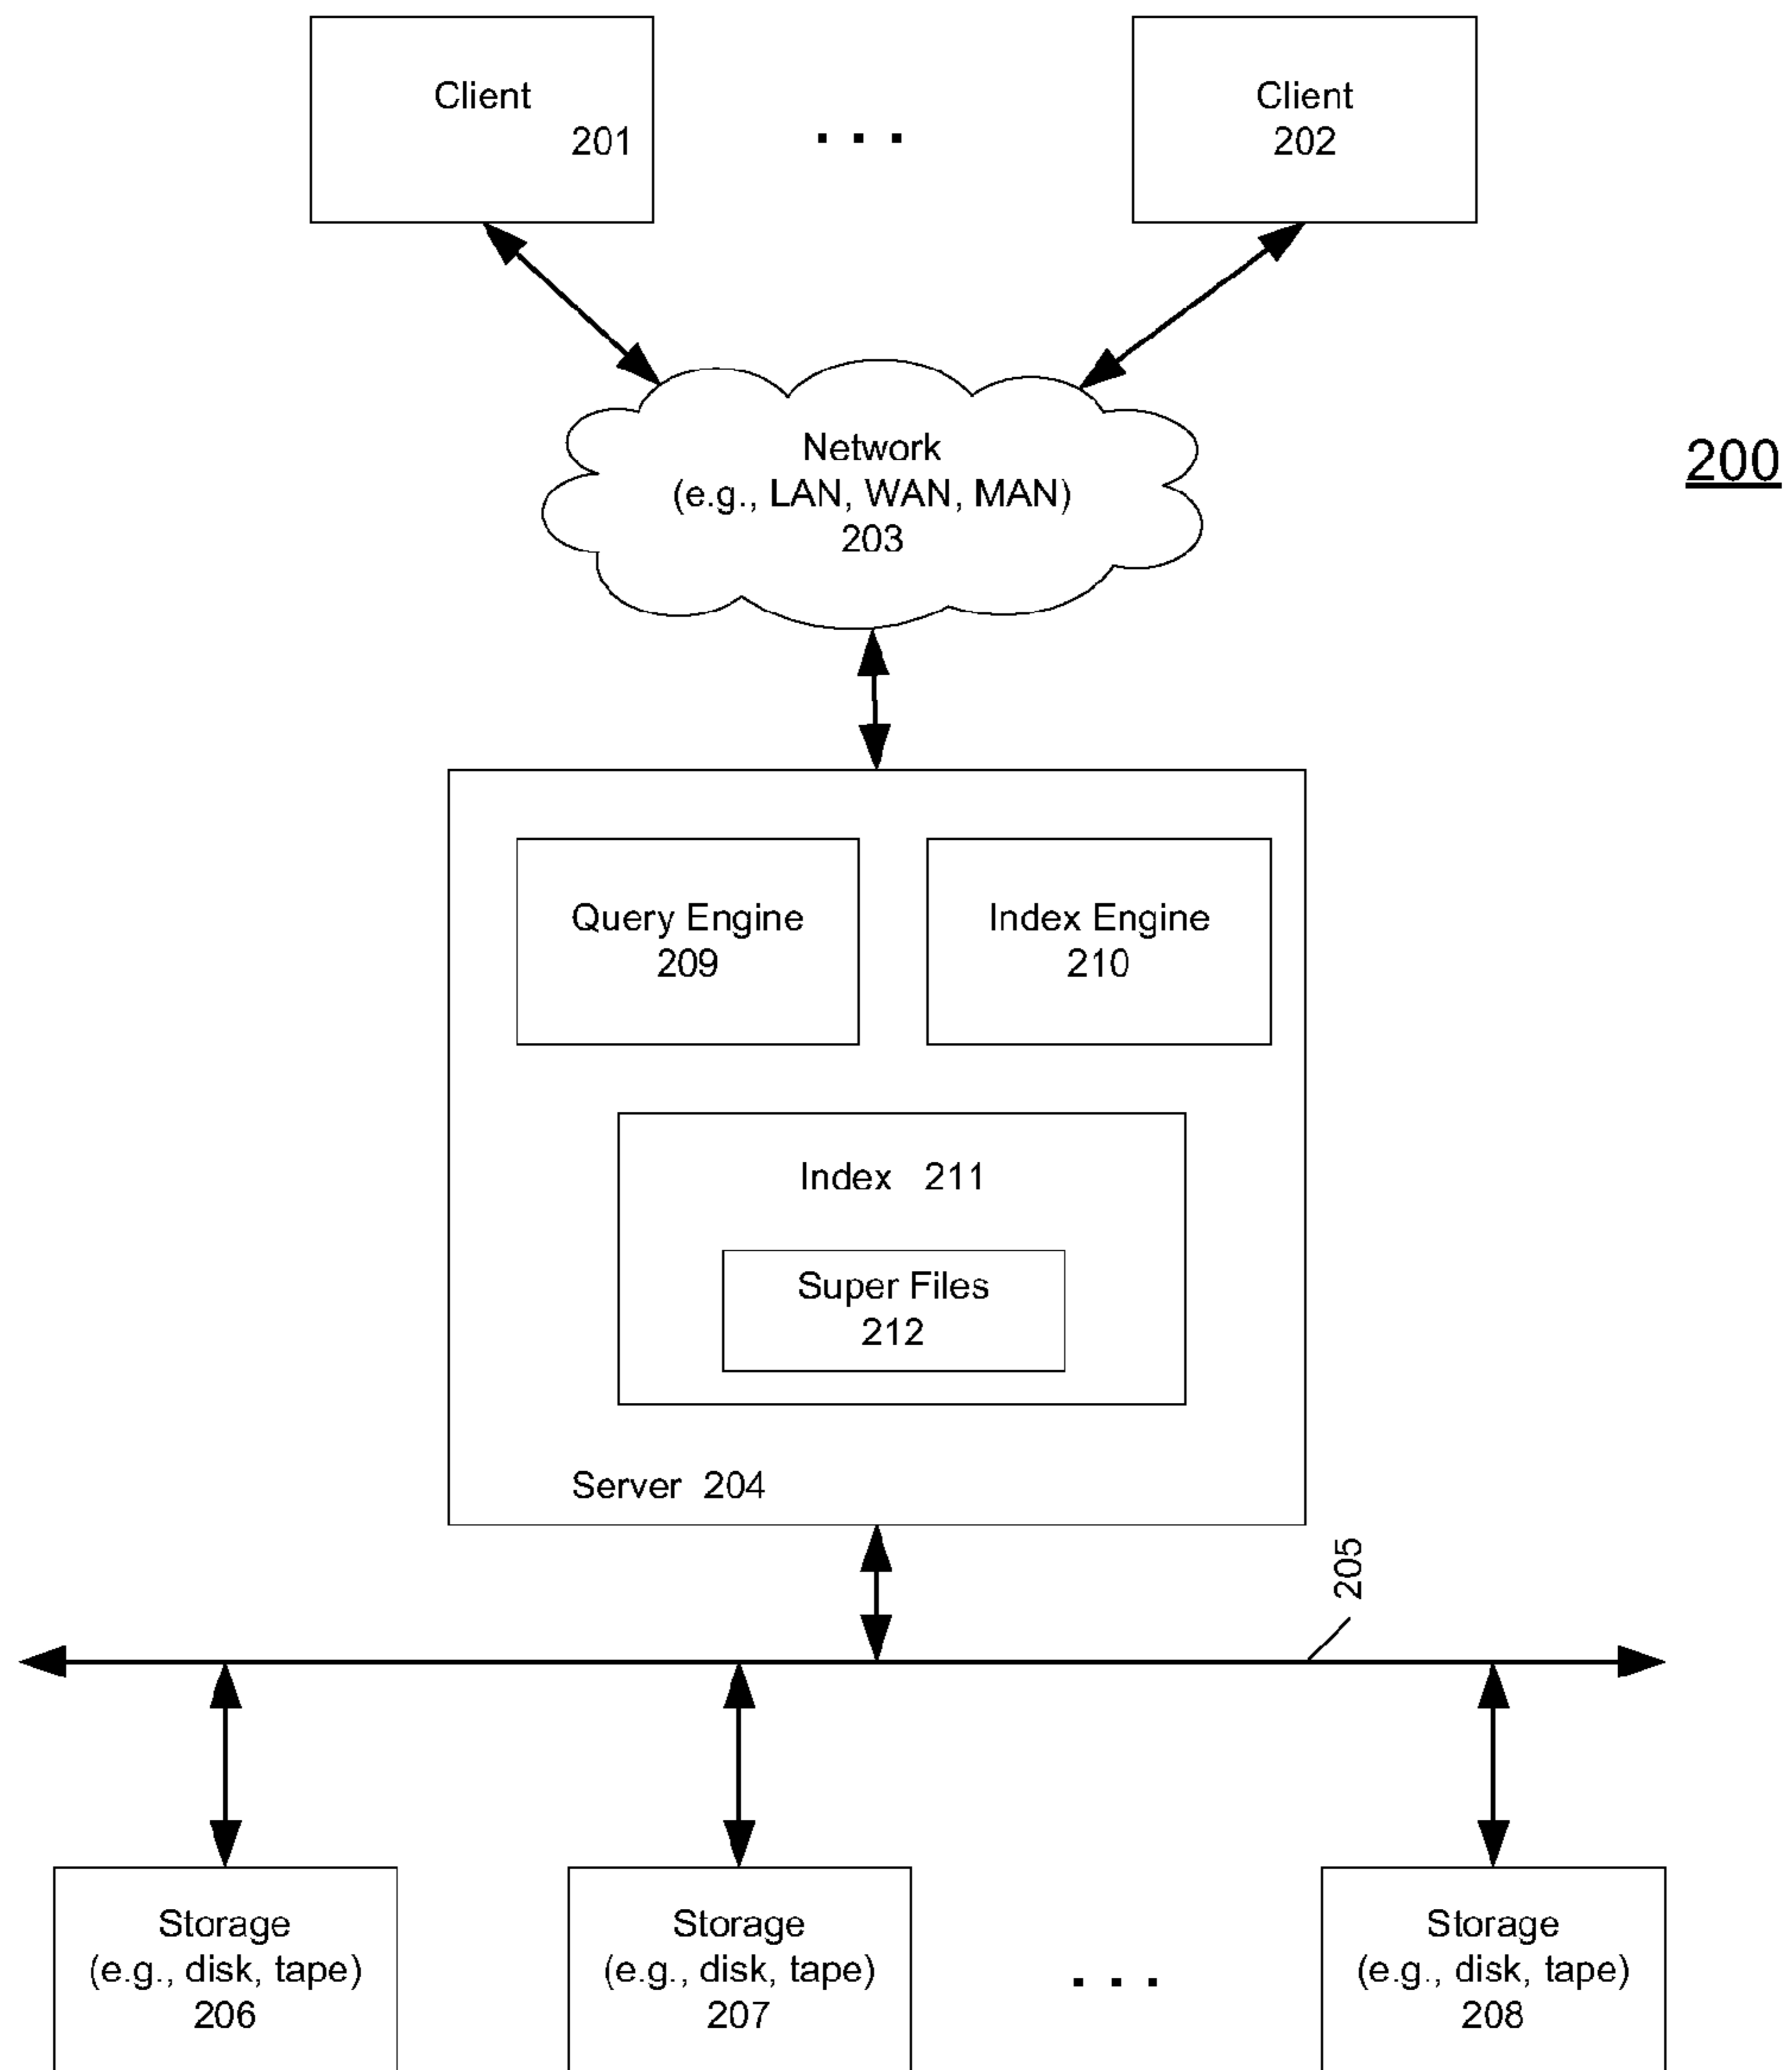 Client
201
. . .
Client
202
Network
(e.g., LAN, WAN, MAN)
203
200
Query Engine
209
Index Engine
210
Index 211
Super Files
212
Server 204
205
Storage
(e.g., disk, tape)
206
Storage
(e.g., disk, tape)
207
. . .
Storage
(e.g., disk, tape)
208